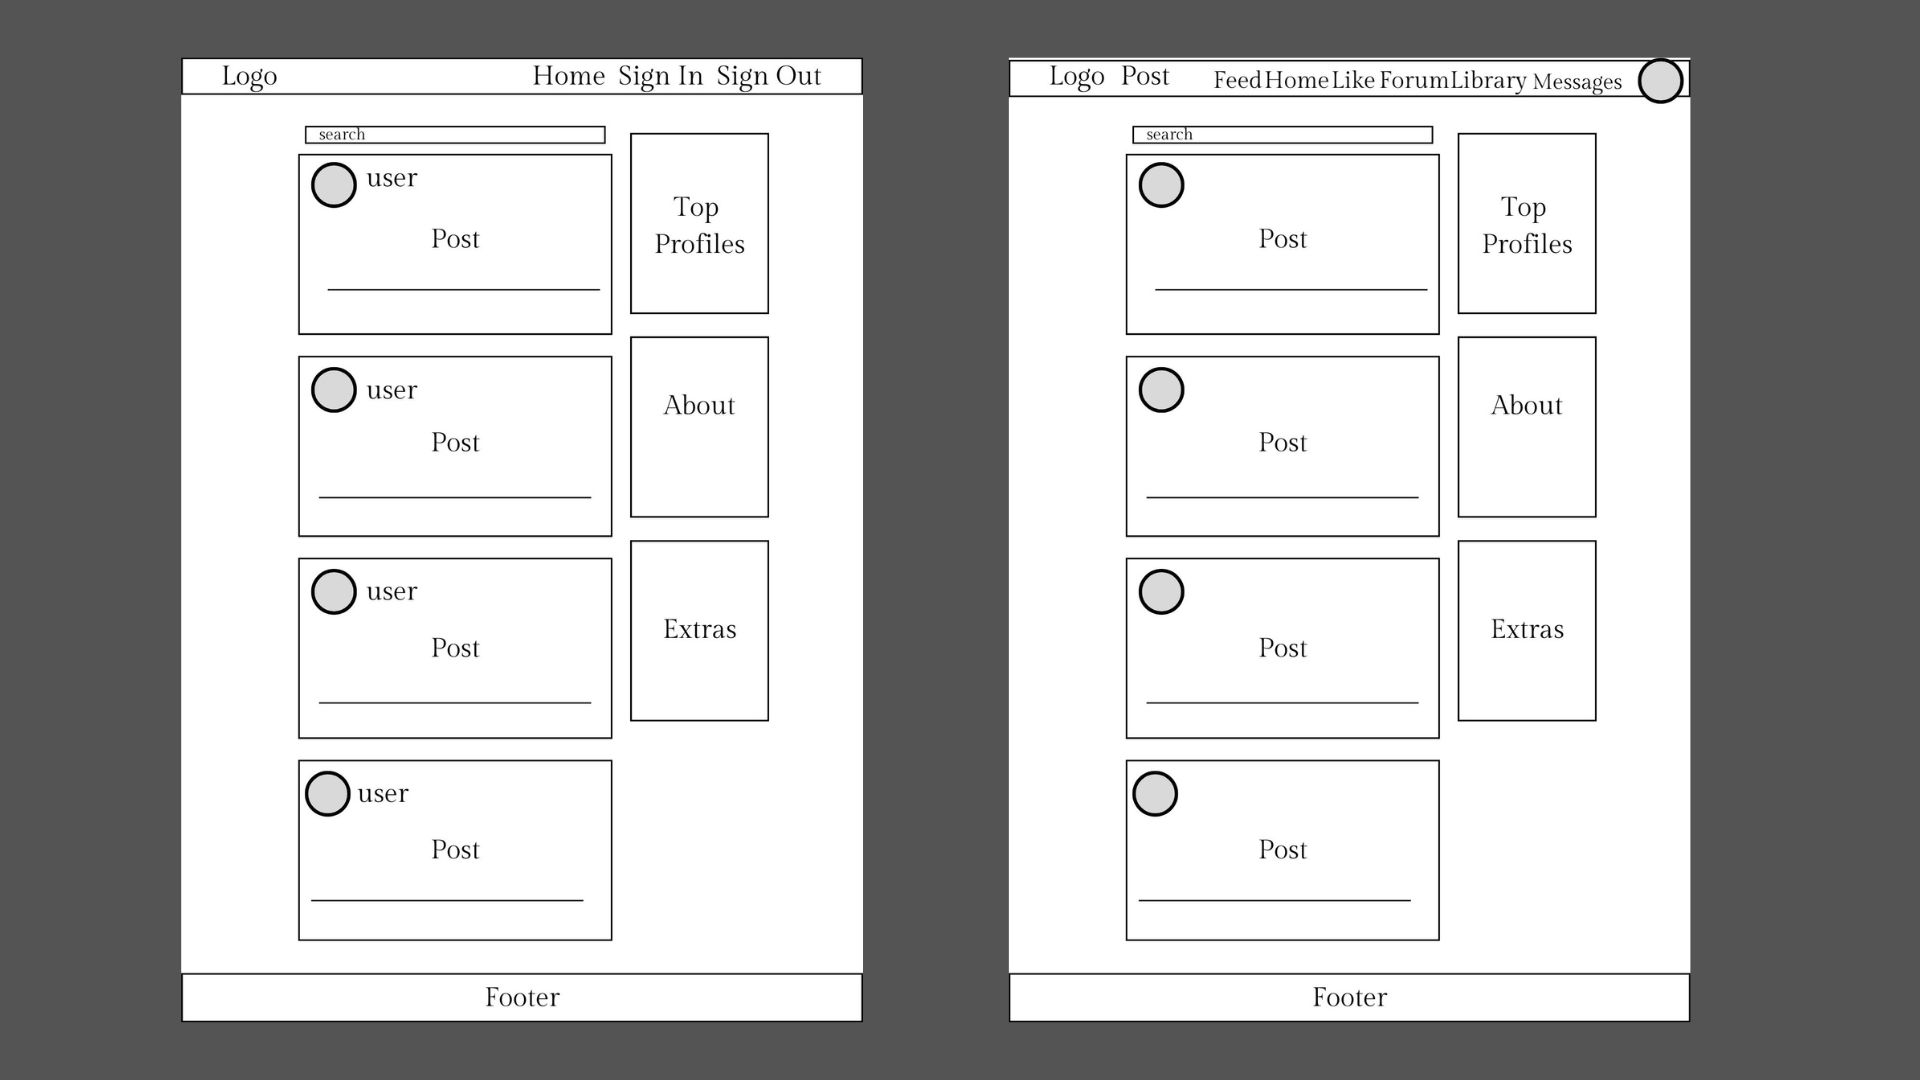 Logo Home Sign In Sign Out
search
user
Post
Top
Profiles
user
Post
About
user
Post
Extras
user
Post
Footer
Logo Post Feed Home Like Forum Library Messages
search
Post
Top
Profiles
Post
About
Post
Extras
Post
Footer